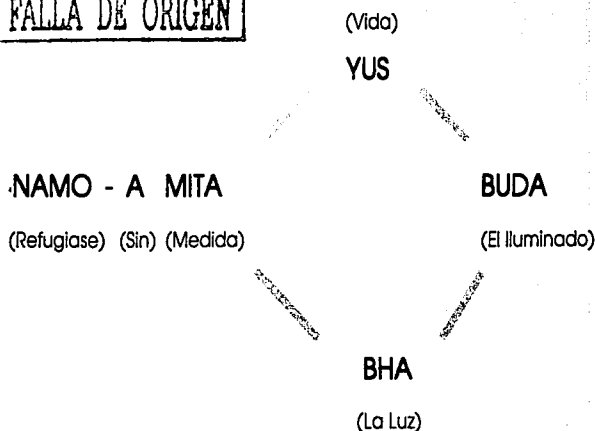 FALLA DE ORIGEN
(Vida)
YUS
NAMO - A MITA
BUDA
(Refugiase) (Sin) (Medida)
(El Iluminado)
BHA
(La Luz)